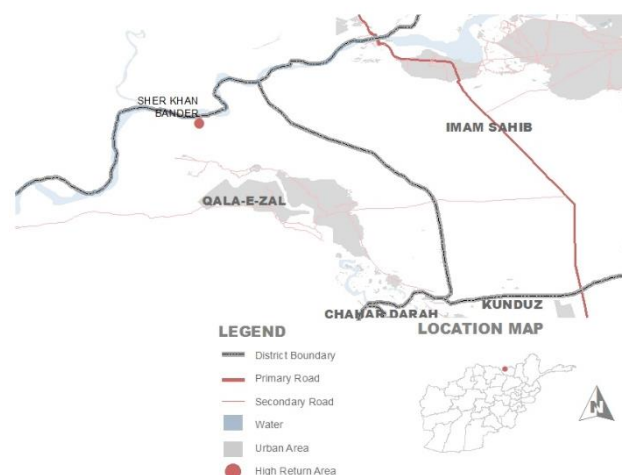 SHER KHAN
BANDER
IMAM SAHIB
QALA-E-ZAL
CHAHAR DARAH
KUNDUZ
LEGEND
District Boundary
Primary Road
Secondary Road
Water
Urban Area
High Return Area
LOCATION MAP
N